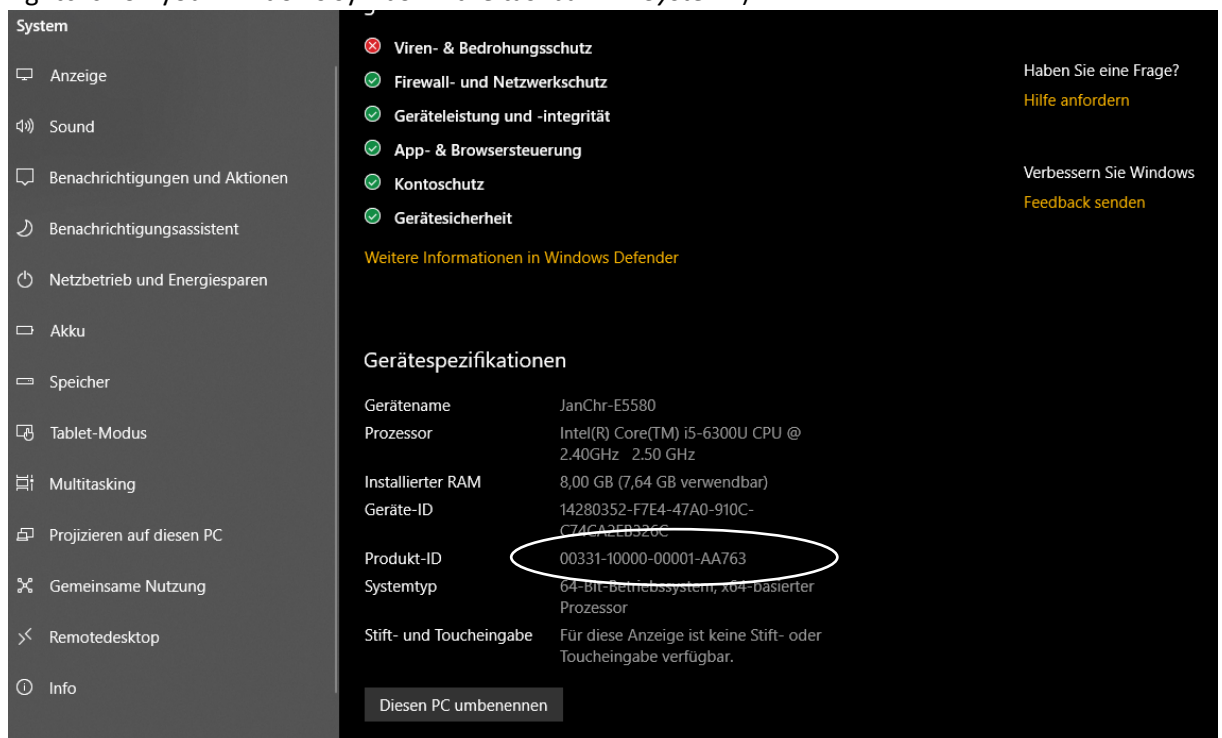 System
Anzeige
Sound
Benachrichtigungen und Aktionen
Benachrichtigungsassistent
Netzbetrieb und Energiesparen
Akku
Speicher
Tablet-Modus
Multitasking
Projizieren auf diesen PC
Gemeinsame Nutzung
Remotedesktop
Info
Viren- & Bedrohungsschutz
Firewall- und Netzwerkschutz
Geräteleistung und -integrität
App- & Browsersteuerung
Kontoschutz
Gerätesicherheit
Weitere Informationen in Windows Defender
Gerätespezifikationen
Gerätename JanChr-E5580
Prozessor Intel(R) Core(TM) i5-6300U CPU @
2.40GHz 2.50 GHz
Installierter RAM 8,00 GB (7,64 GB verwendbar)
Geräte-ID 14280352-F7E4-47A0-910C-
C74CA2EB326C
Produkt-ID 00331-10000-00001-AA763
Systemtyp 64-Bit-Betriebssystem, x64-basierter
Prozessor
Stift- und Toucheingabe Für diese Anzeige ist keine Stift- oder
Toucheingabe verfügbar.
Diesen PC umbenennen
Haben Sie eine Frage?
Hilfe anfordern
Verbessern Sie Windows
Feedback senden